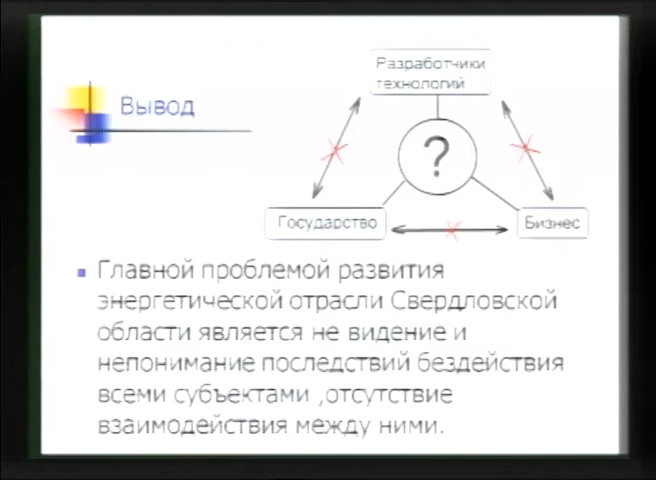 Вывод
Разработчики
технологий
?
Государство
Бизнес
Главной проблемой развития
энергетической отрасли Свердловской
области является не видение и
непонимание последствий бездействия
всеми субъектами ,отсутствие
взаимодействия между ними.